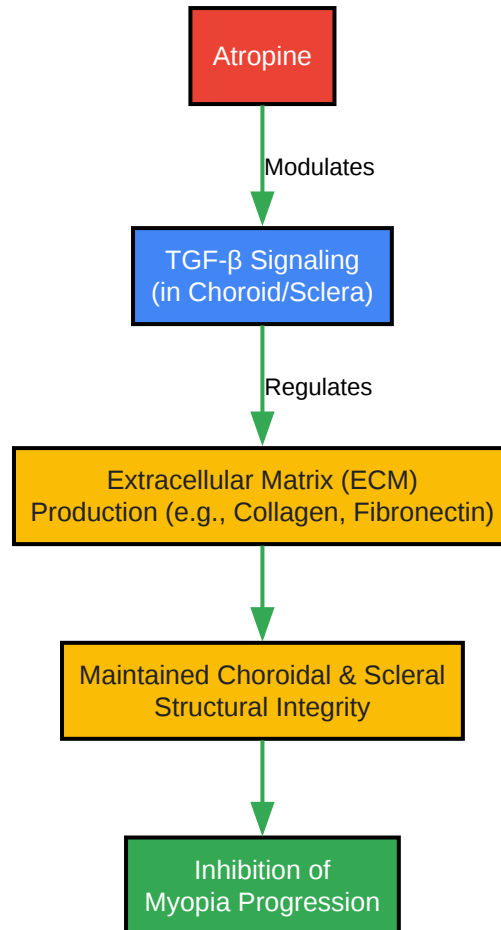 Atropine
Modulates
TGF-β Signaling
(in Choroid/Sclera)
Regulates
Extracellular Matrix (ECM)
Production (e.g., Collagen, Fibronectin)
Maintained Choroidal & Scleral
Structural Integrity
Inhibition of
Myopia Progression